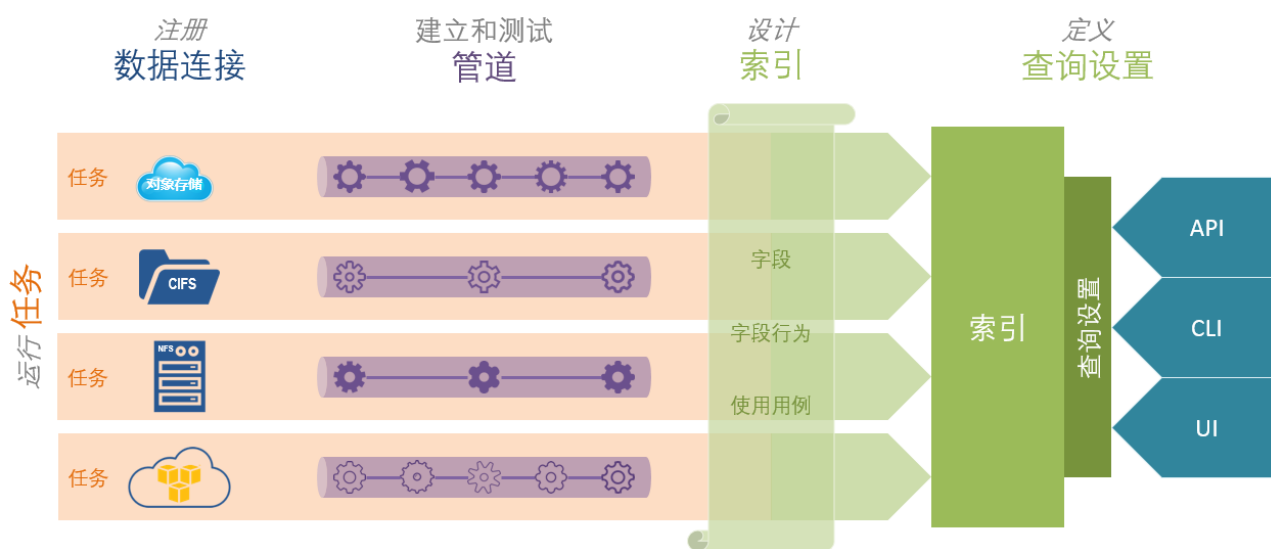 注册
数据连接
建立和测试
管道
设计
索引
定义
查询设置
运行 任务
任务
对象存储
任务
CIFS
任务
NFS
任务
字段
字段行为
使用用例
索引
查询设置
API
CLI
UI